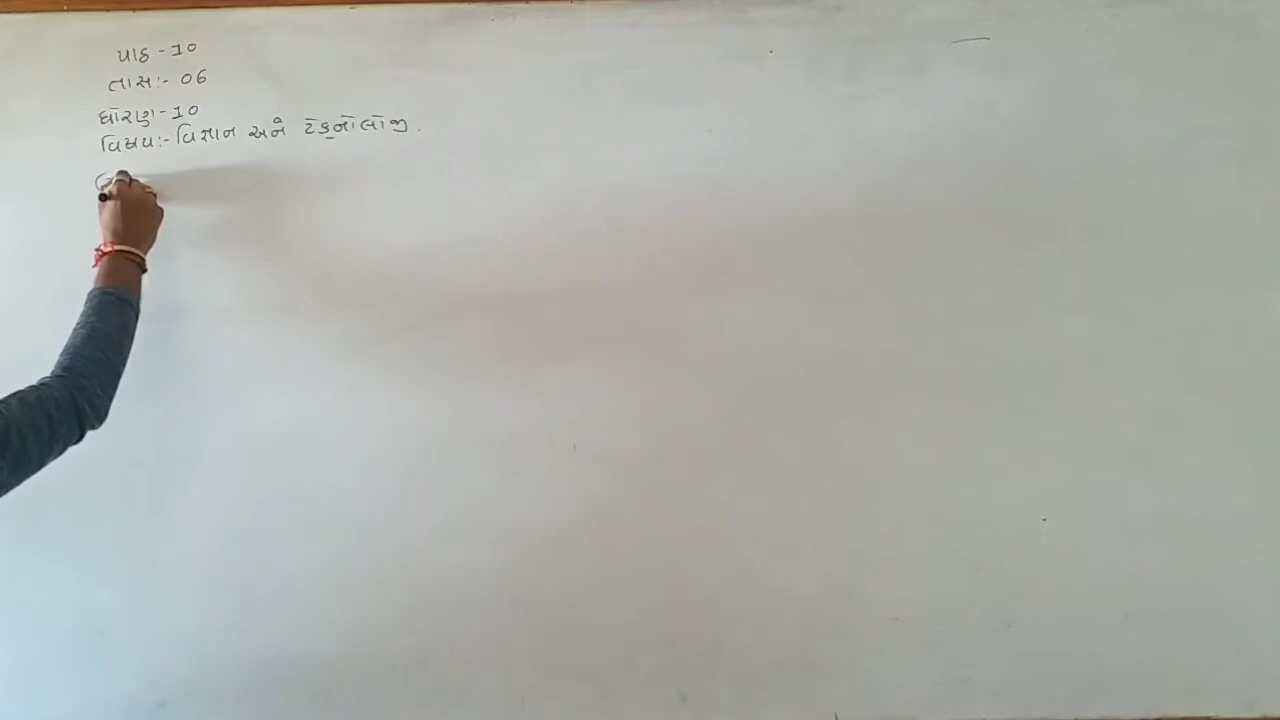 પાઠ - 10
તાસ :- 06
ધોરણ - 10
વિષય :- વિજ્ઞાન અને ટેકનોલોજી.